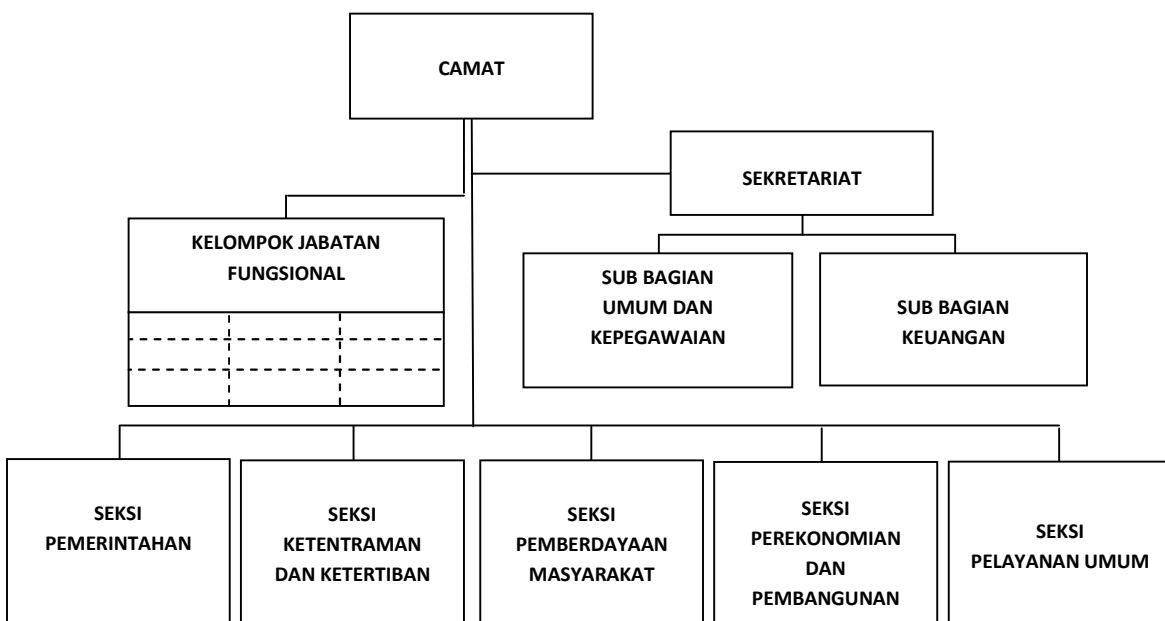 CAMAT
SEKRETARIAT
KELOMPOK JABATAN
FUNGSIONAL
SUB BAGIAN
UMUM DAN
KEPEGAWAIAN
SUB BAGIAN
KEUANGAN
SEKSI
PEMERINTAHAN
SEKSI
KETENTRAMAN
DAN KETERTIBAN
SEKSI
PEMBERDAYAAN
MASYARAKAT
SEKSI
PEREKONOMIAN
DAN
PEMBANGUNAN
SEKSI
PELAYANAN UMUM